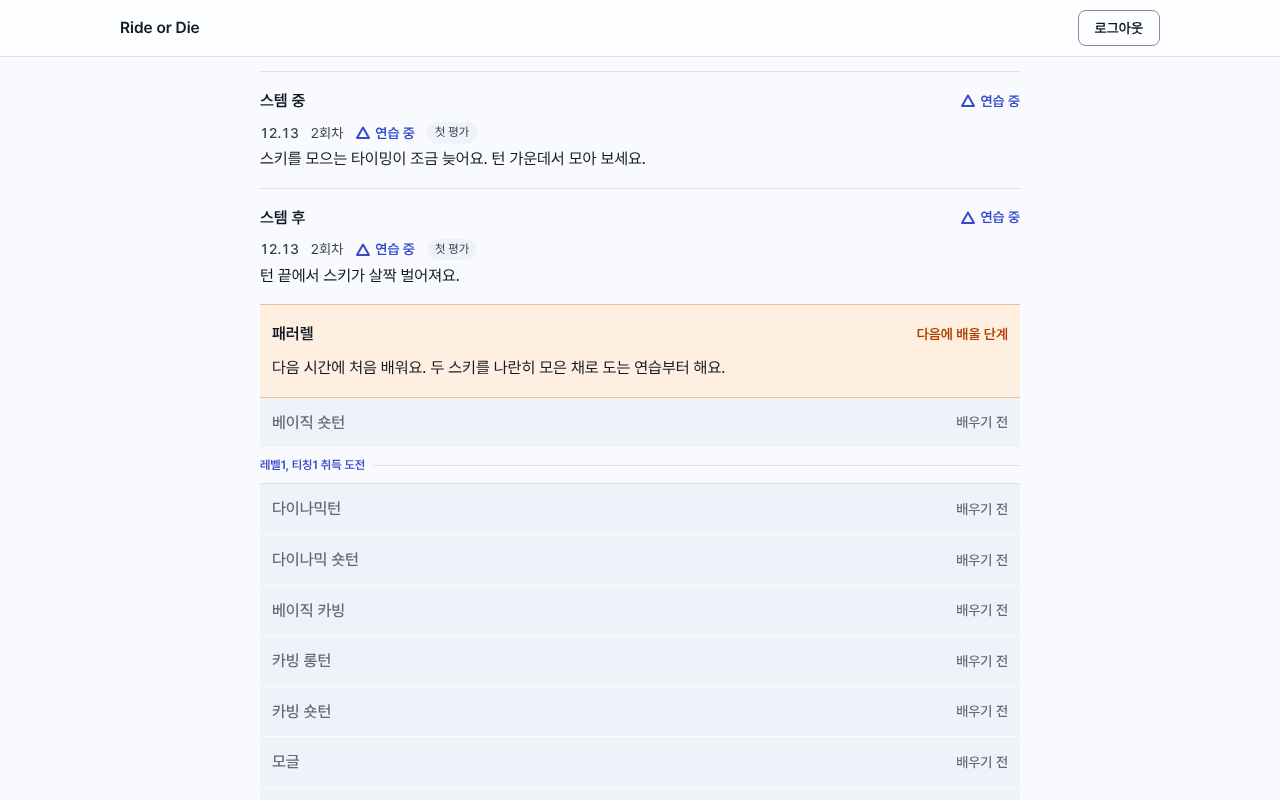 Ride or Die
로그아웃
스템 중
연습 중
12.13 2회차 연습 중 첫 평가
스키를 모으는 타이밍이 조금 늦어요. 턴 가운데서 모아 보세요.
스템 후
연습 중
12.13 2회차 연습 중 첫 평가
턴 끝에서 스키가 살짝 벌어져요.
패러렐
다음에 배울 단계
다음 시간에 처음 배워요. 두 스키를 나란히 모은 채로 도는 연습부터 해요.
베이직 숏턴
배우기 전
레벨1, 티칭1 취득 도전
다이나믹턴
배우기 전
다이나믹 숏턴
배우기 전
베이직 카빙
배우기 전
카빙 롱턴
배우기 전
카빙 숏턴
배우기 전
모글
배우기 전